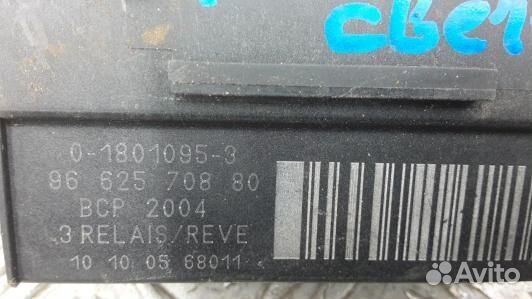 свет
0-1801095-3
96 625 708 80
BCP 2004
3 RELAIS/REVE
10 10 05 68011
Avito